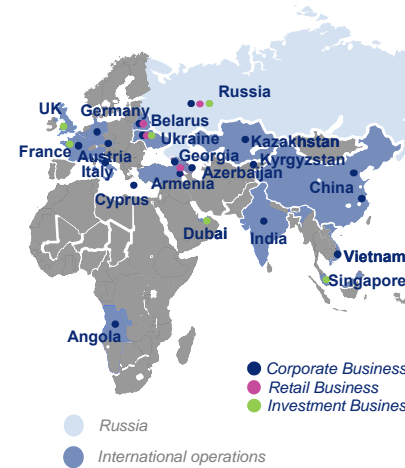 Russia
UK
Germany
Belarus
Ukraine
France
Austria
Italy
Kazakhstan
Georgia
Kyrgyzstan
Azerbaijan
Armenia
China
Cyprus
Dubai
India
Vietnam
Singapore
Angola
Corporate Business
Retail Business
Investment Busines
Russia
International operations